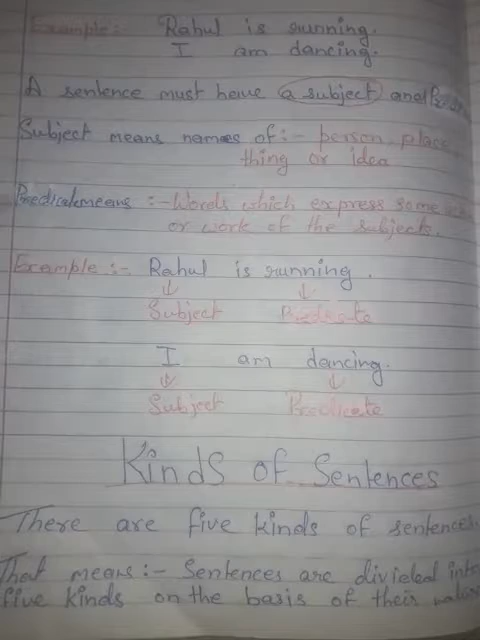 Example:- Rahul is running.
I am dancing.
A sentence must have a subject and
Subject means names of:- person, place,
thing or idea
Predicate means :- Words which express some
or work of the subjects.
Example :- Rahul is running.
Subject Predicate
I am dancing.
Subject Predicate
Kinds of Sentences
There are five kinds of sentences.
That means:- Sentences are divided into
five kinds on the basis of their